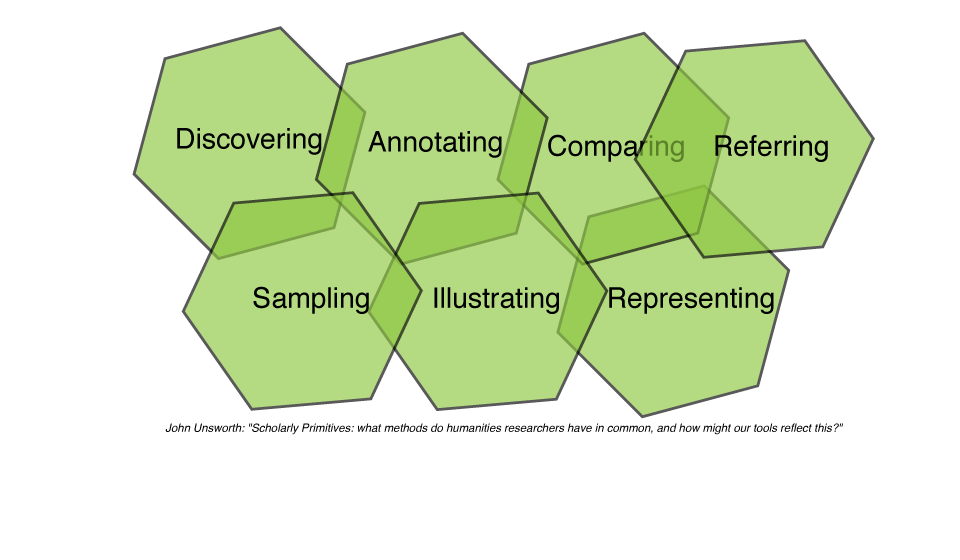 Discovering Annotating Comparing Referring
Sampling Illustrating Representing
John Unsworth: "Scholarly Primitives: what methods do humanities researchers have in common, and how might our tools reflect this?"